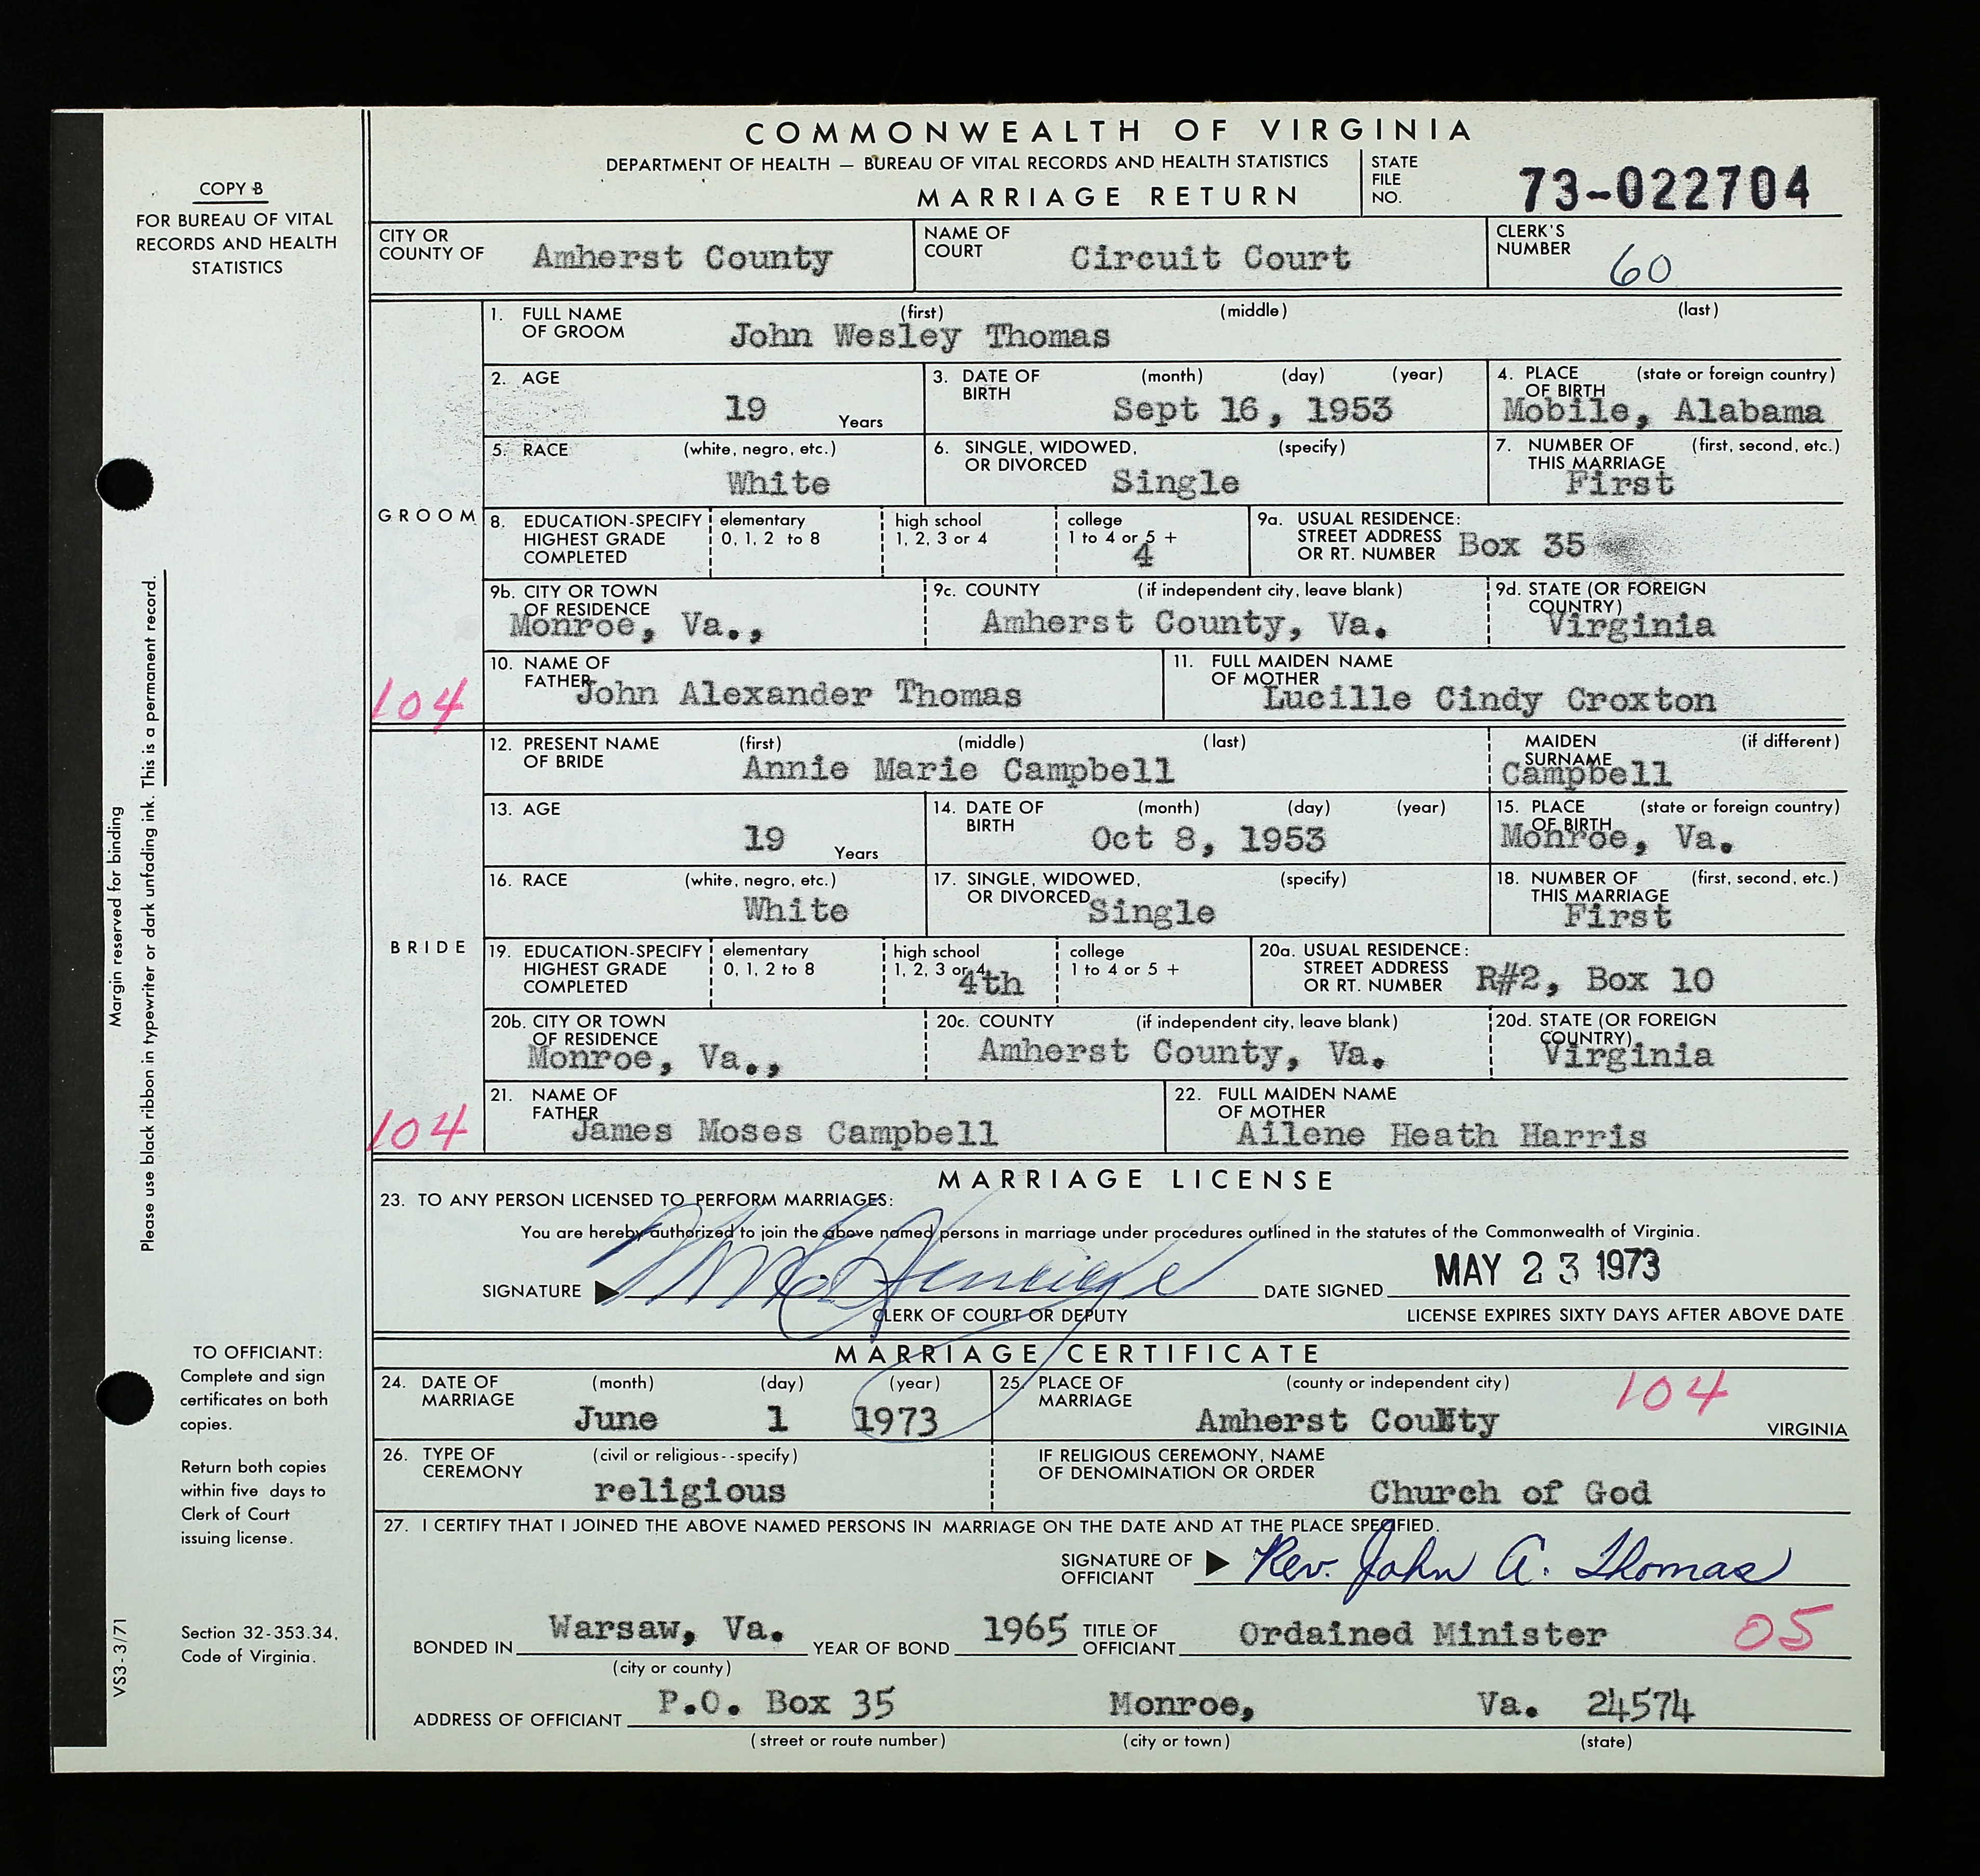 COMMONWEALTH OF VIRGINIA
DEPARTMENT OF HEALTH — BUREAU OF VITAL RECORDS AND HEALTH STATISTICS
MARRIAGE RETURN
STATE FILE NO. 73-022704
COPY B
FOR BUREAU OF VITAL
RECORDS AND HEALTH
STATISTICS
CITY OR COUNTY OF Amherst County
NAME OF COURT Circuit Court
CLERK'S NUMBER 60
GROOM
1. FULL NAME OF GROOM (first) (middle) (last)
John Wesley Thomas
2. AGE 19 Years
3. DATE OF BIRTH (month) (day) (year)
Sept 16, 1953
4. PLACE OF BIRTH (state or foreign country)
Mobile, Alabama
5. RACE (white, negro, etc.)
White
6. SINGLE, WIDOWED, OR DIVORCED (specify)
Single
7. NUMBER OF THIS MARRIAGE (first, second, etc.)
First
8. EDUCATION-SPECIFY HIGHEST GRADE COMPLETED
elementary 0, 1, 2 to 8
high school 1, 2, 3 or 4
college 1 to 4 or 5 +
4
9a. USUAL RESIDENCE: STREET ADDRESS OR RT. NUMBER Box 35
9b. CITY OR TOWN OF RESIDENCE
Monroe, Va.,
9c. COUNTY (if independent city, leave blank)
Amherst County, Va.
9d. STATE (OR FOREIGN COUNTRY)
Virginia
10. NAME OF FATHER
John Alexander Thomas
11. FULL MAIDEN NAME OF MOTHER
Lucille Cindy Croxton
104
BRIDE
12. PRESENT NAME OF BRIDE (first) (middle) (last)
Annie Marie Campbell
MAIDEN SURNAME (if different)
Campbell
13. AGE 19 Years
14. DATE OF BIRTH (month) (day) (year)
Oct 8, 1953
15. PLACE OF BIRTH (state or foreign country)
Monroe, Va.
16. RACE (white, negro, etc.)
White
17. SINGLE, WIDOWED, OR DIVORCED (specify)
Single
18. NUMBER OF THIS MARRIAGE (first, second, etc.)
First
19. EDUCATION-SPECIFY HIGHEST GRADE COMPLETED
elementary 0, 1, 2 to 8
high school 1, 2, 3 or 4
4th
college 1 to 4 or 5 +
20a. USUAL RESIDENCE: STREET ADDRESS OR RT. NUMBER R#2, Box 10
20b. CITY OR TOWN OF RESIDENCE
Monroe, Va.,
20c. COUNTY (if independent city, leave blank)
Amherst County, Va.
20d. STATE (OR FOREIGN COUNTRY)
Virginia
21. NAME OF FATHER
James Moses Campbell
22. FULL MAIDEN NAME OF MOTHER
Ailene Heath Harris
104
MARRIAGE LICENSE
23. TO ANY PERSON LICENSED TO PERFORM MARRIAGES:
You are hereby authorized to join the above named persons in marriage under procedures outlined in the statutes of the Commonwealth of Virginia.
SIGNATURE
DATE SIGNED MAY 23 1973
CLERK OF COURT OR DEPUTY
LICENSE EXPIRES SIXTY DAYS AFTER ABOVE DATE
MARRIAGE CERTIFICATE
24. DATE OF MARRIAGE (month) (day) (year)
June 1 1973
25. PLACE OF MARRIAGE (county or independent city) 104
Amherst County VIRGINIA
26. TYPE OF CEREMONY (civil or religious--specify)
religious
IF RELIGIOUS CEREMONY, NAME OF DENOMINATION OR ORDER
Church of God
27. I CERTIFY THAT I JOINED THE ABOVE NAMED PERSONS IN MARRIAGE ON THE DATE AND AT THE PLACE SPECIFIED.
SIGNATURE OF OFFICIANT Rev. John A. Thomas
BONDED IN Warsaw, Va. YEAR OF BOND 1965 TITLE OF OFFICIANT Ordained Minister 05
(city or county)
ADDRESS OF OFFICIANT P.O. Box 35 Monroe, Va. 24574
(street or route number) (city or town) (state)
Margin reserved for binding
Please use black ribbon in typewriter or dark unfading ink. This is a permanent record.
TO OFFICIANT:
Complete and sign
certificates on both
copies.
Return both copies
within five days to
Clerk of Court
issuing license.
Section 32-353.34,
Code of Virginia.
VS3-3/71